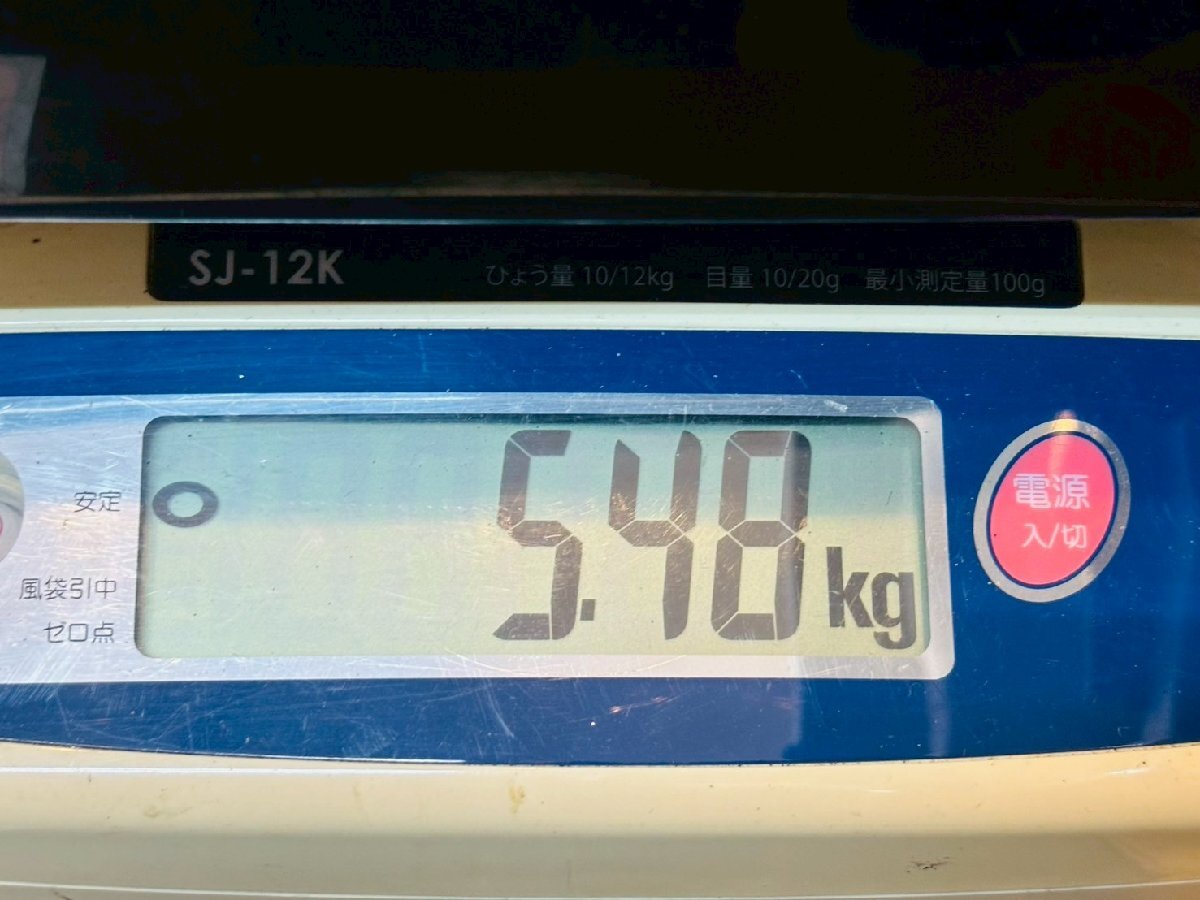 SJ-12K ひょう量 10/12kg 目量 10/20g 最小測定量100g
安定
5.48 kg
風袋引中
ゼロ点
電源
入/切